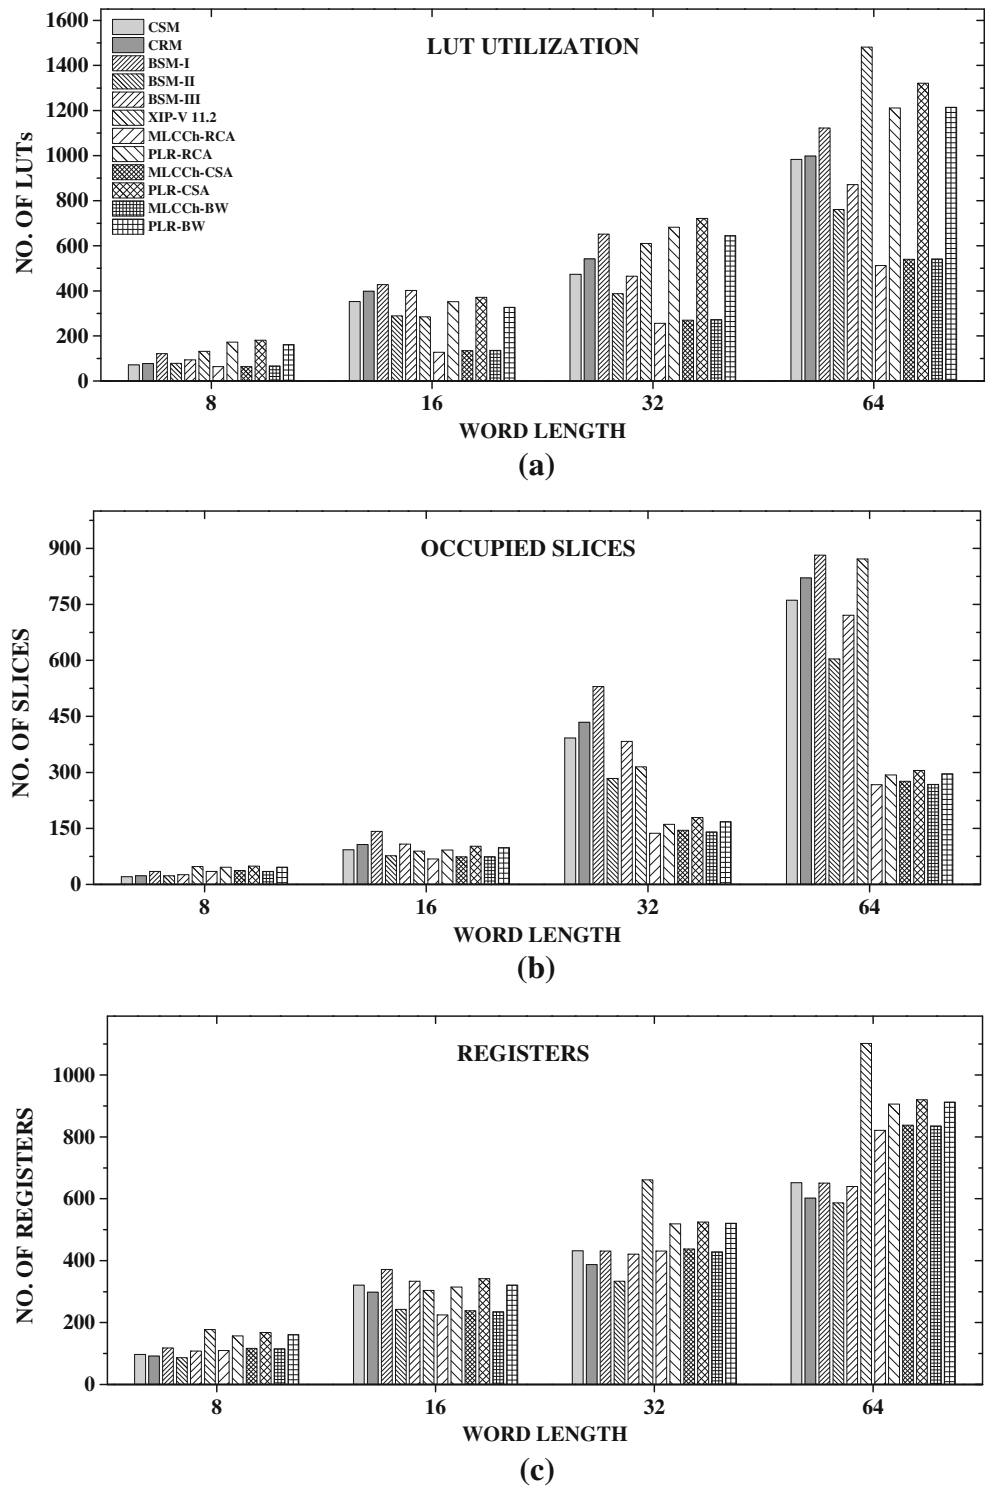 LUT UTILIZATION
CSM
CRM
BSM-I
BSM-II
BSM-III
XIP-V 11.2
MLCCh-RCA
PLR-RCA
MLCCh-CSA
PLR-CSA
MLCCh-BW
PLR-BW
NO. OF LUTs
1600
1400
1200
1000
800
600
400
200
0
8 16 32 64
WORD LENGTH
(a)
OCCUPIED SLICES
NO. OF SLICES
900
750
600
450
300
150
0
8 16 32 64
WORD LENGTH
(b)
REGISTERS
NO. OF REGISTERS
1000
800
600
400
200
0
8 16 32 64
WORD LENGTH
(c)